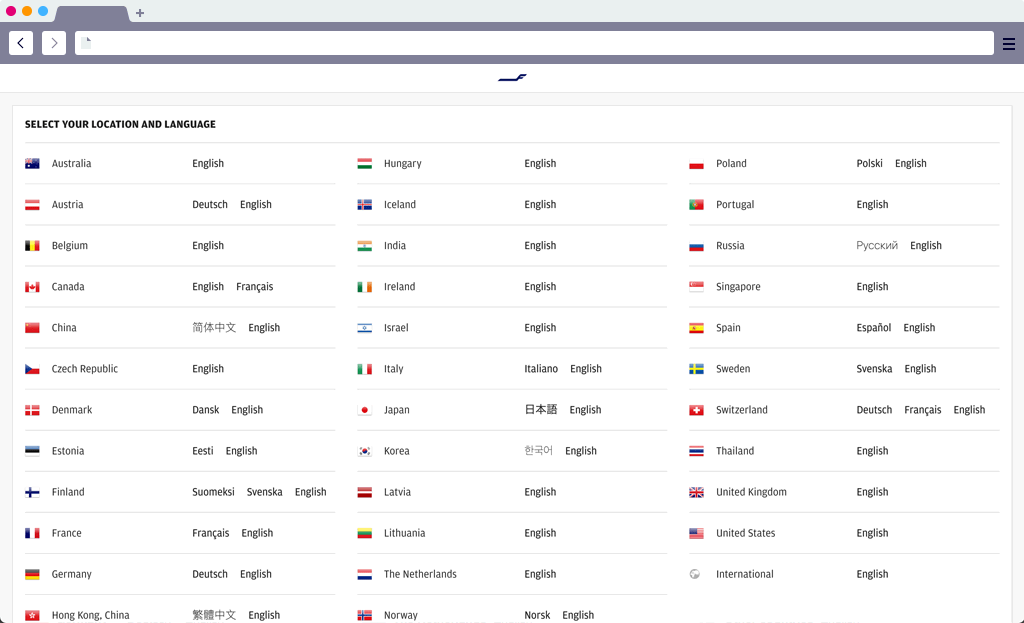 SELECT YOUR LOCATION AND LANGUAGE
Australia English
Austria Deutsch English
Belgium English
Canada English Français
China 简体中文 English
Czech Republic English
Denmark Dansk English
Estonia Eesti English
Finland Suomeksi Svenska English
France Français English
Germany Deutsch English
Hong Kong, China 繁體中文 English
Hungary English
Iceland English
India English
Ireland English
Israel English
Italy Italiano English
Japan 日本語 English
Korea 한국어 English
Latvia English
Lithuania English
The Netherlands English
Norway Norsk English
Poland Polski English
Portugal English
Russia Русский English
Singapore English
Spain Español English
Sweden Svenska English
Switzerland Deutsch Français English
Thailand English
United Kingdom English
United States English
International English